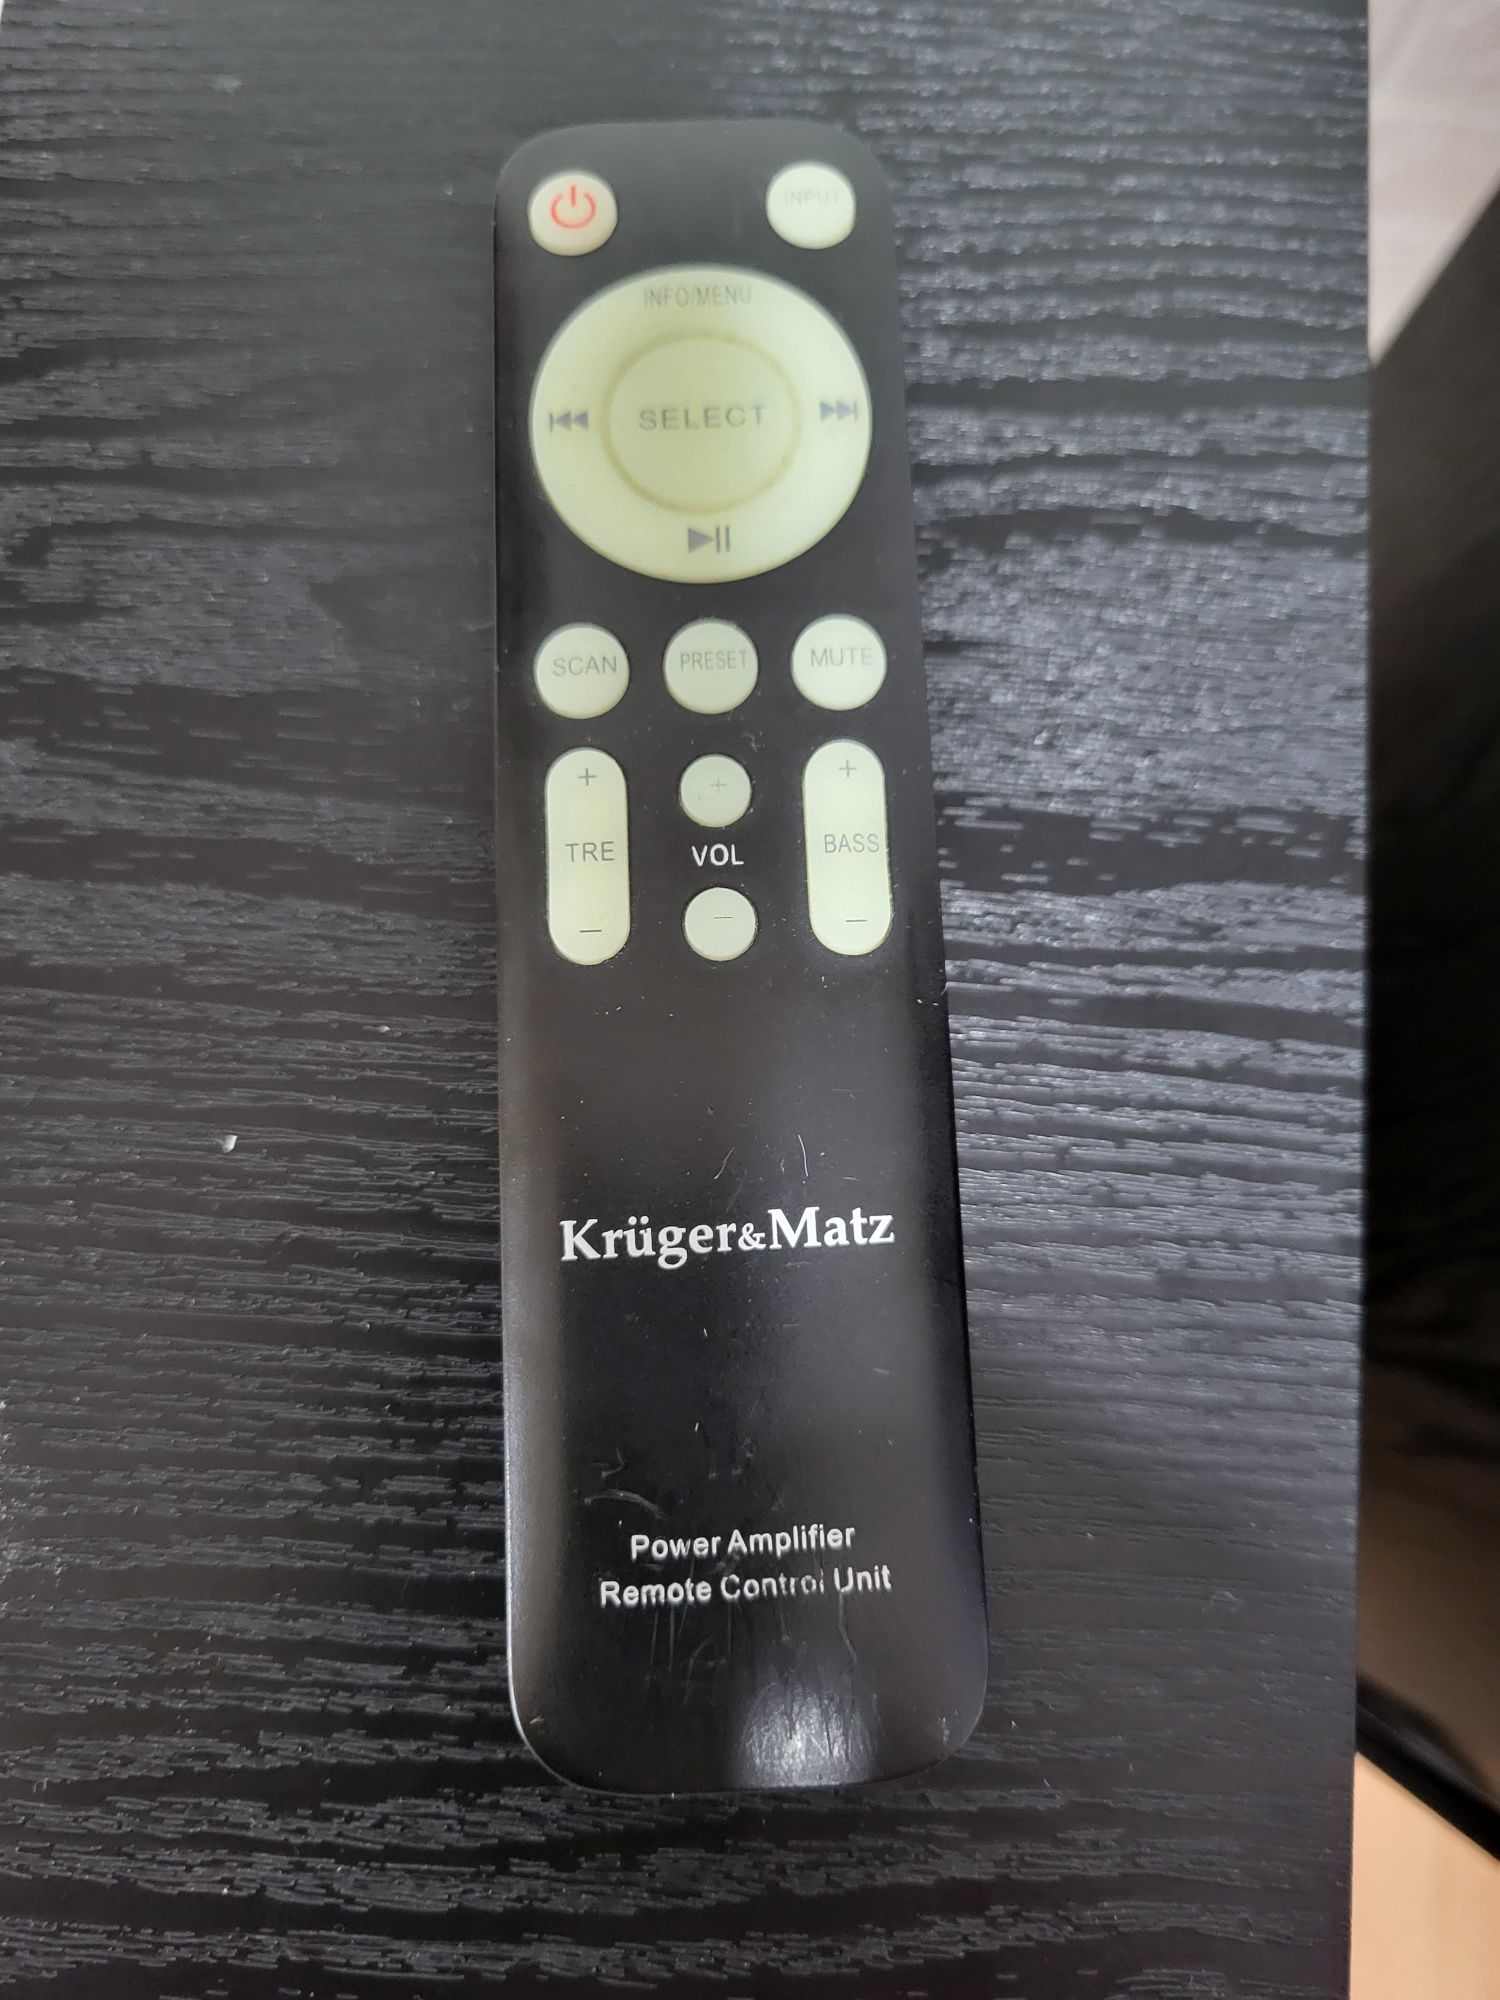 INPUT
INFO/MENU
SELECT
SCAN PRESET MUTE
+ + +
TRE VOL BASS
- - -
Krüger&Matz
Power Amplifier
Remote Control Unit